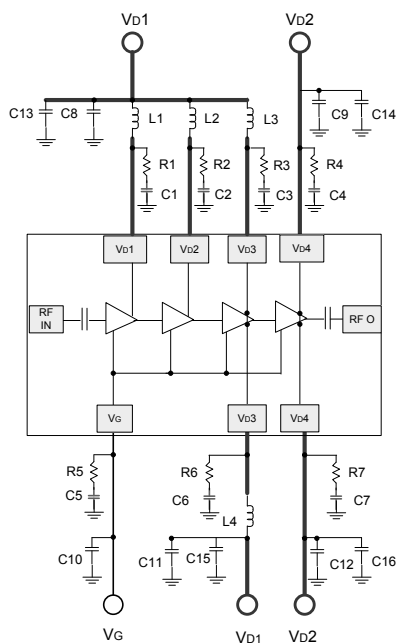 VD1 VD2
C13 C8 L1 L2 L3 C9 C14
R1 R2 R3 R4
C1 C2 C3 C4
VD1 VD2 VD3 VD4
RF
IN
RF O
VG VD3 VD4
R5 R6 R7
C5 C6 C7
L4
C10 C11 C15 C12 C16
VG VD1 VD2